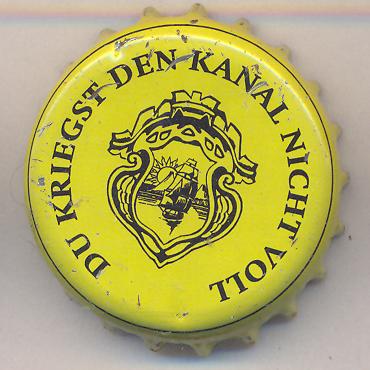 DU KRIEGST DEN KANAL NICHT VOLL